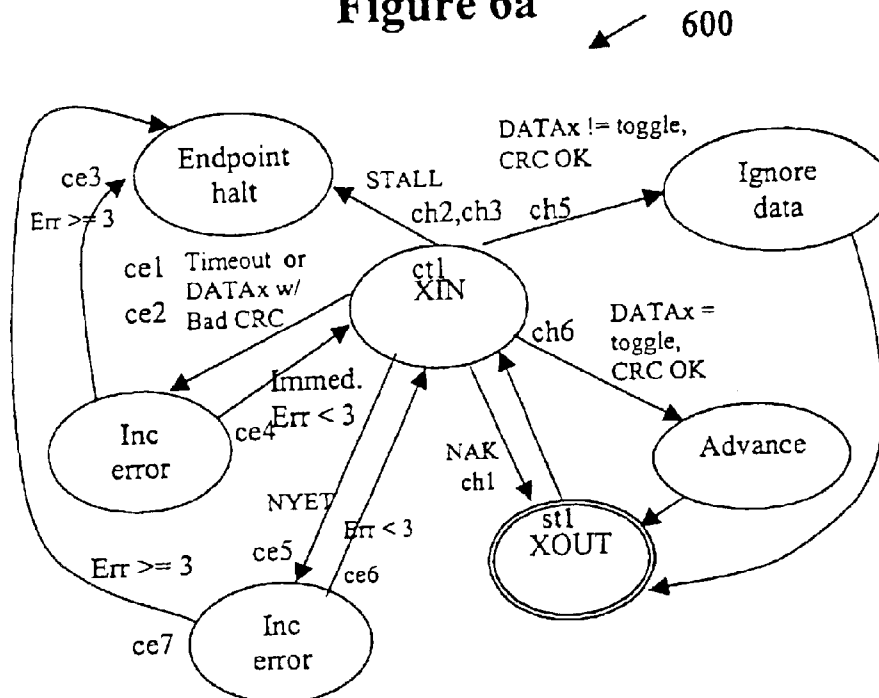 Figure 6a
600
Endpoint
halt
ce3
Err >= 3
STALL
ch2,ch3
DATAx != toggle,
CRC OK
ch5
Ignore
data
ce1
ce2
Timeout or
DATAx w/
Bad CRC
ct1
XIN
ch6
DATAx =
toggle,
CRC OK
Immed.
Err < 3
ce4
Inc
error
Advance
NAK
ch1
NYET
ce5
Err < 3
ce6
st1
XOUT
Err >= 3
ce7
Inc
error